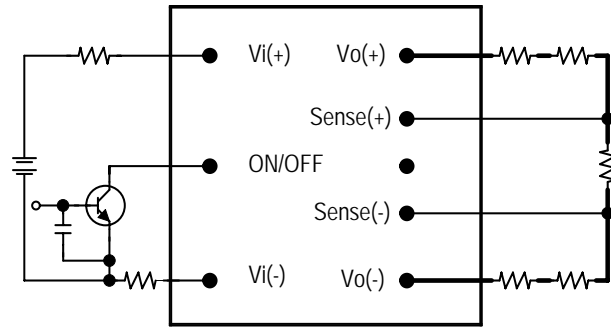 Vi(+) Vo(+)
Sense(+)
ON/OFF
Sense(-)
Vi(-) Vo(-)